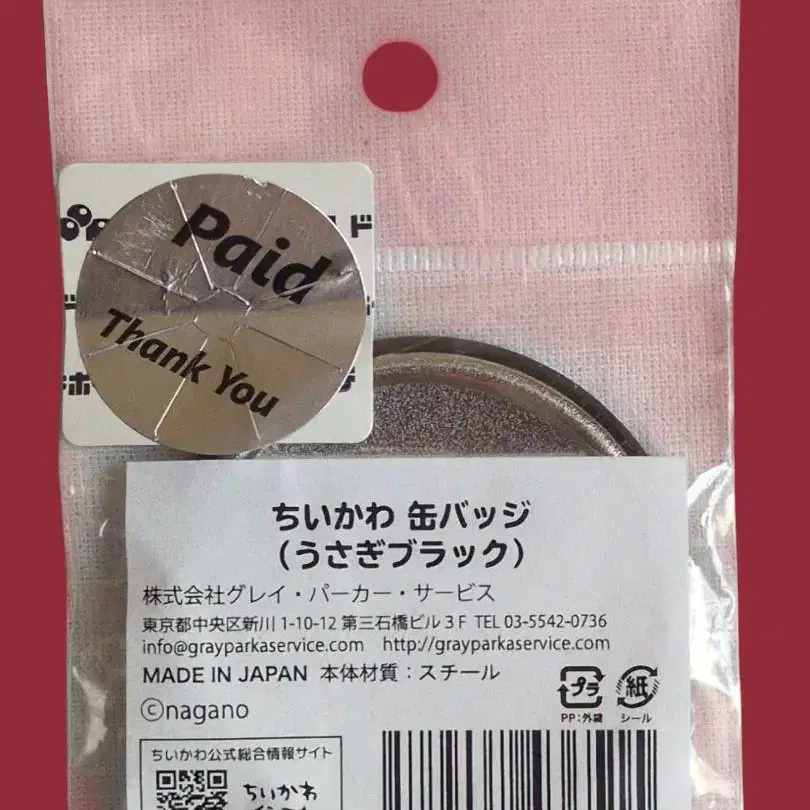 Paid
Thank You
ド
ちいかわ 缶バッジ
（うさぎブラック）
株式会社グレイ・パーカー・サービス
東京都中央区新川 1-10-12 第三石橋ビル３F TEL 03-5542-0736
info@grayparkaservice.com http://grayparkaservice.com
MADE IN JAPAN 本体材質：スチール
プラ
紙
PP:外袋
シール
©nagano
ちいかわ公式総合情報サイト
ちいかわ